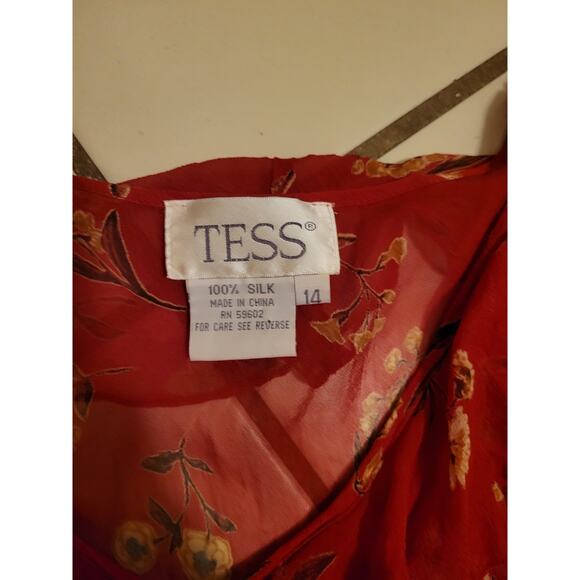 TESS®
100% SILK
MADE IN CHINA
RN 59602
FOR CARE SEE REVERSE
14